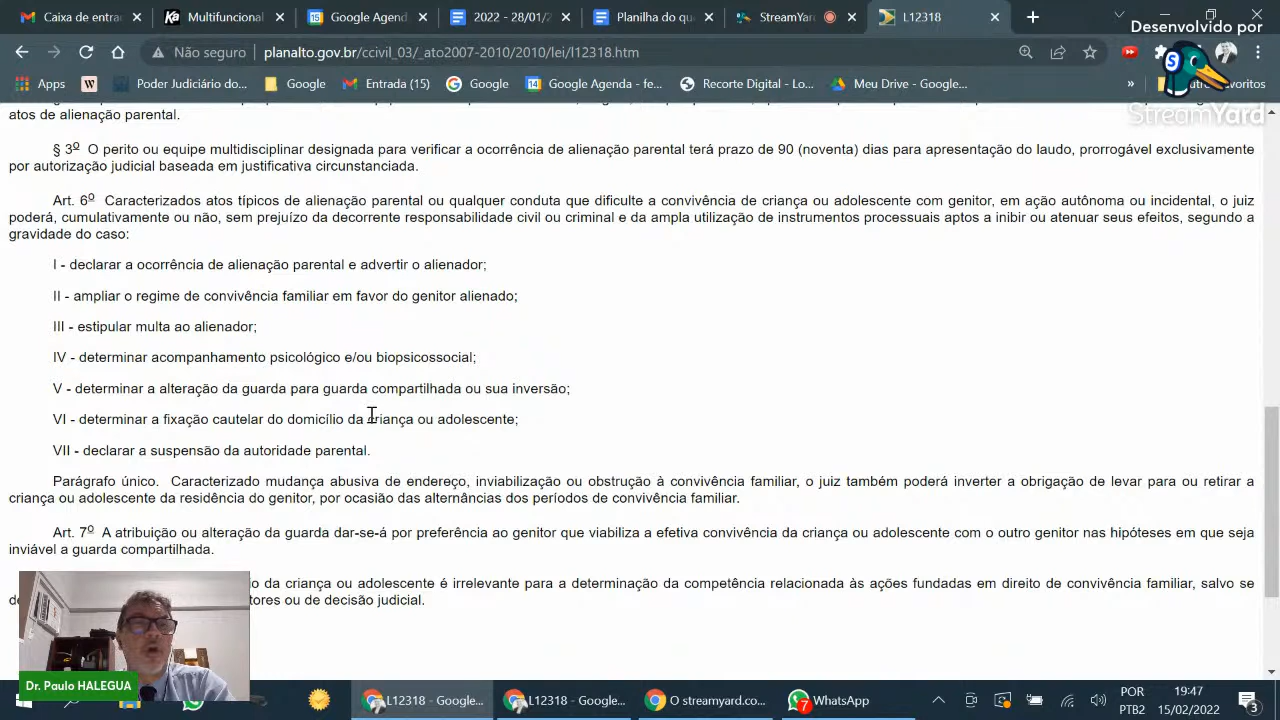 Caixa de entra
Multifuncional
Google Agend
2022 - 28/01/2
Planilha do qu
StreamYard
L12318
Desenvolvido por
Não seguro
planalto.gov.br/ccivil_03/_ato2007-2010/2010/lei/l12318.htm
Apps
Poder Judiciário do...
Google
Entrada (15)
Google
Google Agenda - fe...
Recorte Digital - Lo...
Meu Drive - Google...
»
Outros favoritos
StreamYard
atos de alienação parental.
§ 3º O perito ou equipe multidisciplinar designada para verificar a ocorrência de alienação parental terá prazo de 90 (noventa) dias para apresentação do laudo, prorrogável exclusivamente
por autorização judicial baseada em justificativa circunstanciada.
Art. 6º Caracterizados atos típicos de alienação parental ou qualquer conduta que dificulte a convivência de criança ou adolescente com genitor, em ação autônoma ou incidental, o juiz
poderá, cumulativamente ou não, sem prejuízo da decorrente responsabilidade civil ou criminal e da ampla utilização de instrumentos processuais aptos a inibir ou atenuar seus efeitos, segundo a
gravidade do caso:
I - declarar a ocorrência de alienação parental e advertir o alienador;
II - ampliar o regime de convivência familiar em favor do genitor alienado;
III - estipular multa ao alienador;
IV - determinar acompanhamento psicológico e/ou biopsicossocial;
V - determinar a alteração da guarda para guarda compartilhada ou sua inversão;
VI - determinar a fixação cautelar do domicílio da criança ou adolescente;
VII - declarar a suspensão da autoridade parental.
Parágrafo único. Caracterizado mudança abusiva de endereço, inviabilização ou obstrução à convivência familiar, o juiz também poderá inverter a obrigação de levar para ou retirar a
criança ou adolescente da residência do genitor, por ocasião das alternâncias dos períodos de convivência familiar.
Art. 7º A atribuição ou alteração da guarda dar-se-á por preferência ao genitor que viabiliza a efetiva convivência da criança ou adolescente com o outro genitor nas hipóteses em que seja
inviável a guarda compartilhada.
da criança ou adolescente é irrelevante para a determinação da competência relacionada às ações fundadas em direito de convivência familiar, salvo se
ou de decisão judicial.
Dr. Paulo HALEGUA
L12318 - Google...
L12318 - Google...
O streamyard.co...
7
WhatsApp
POR
PTB2
19:47
15/02/2022
3